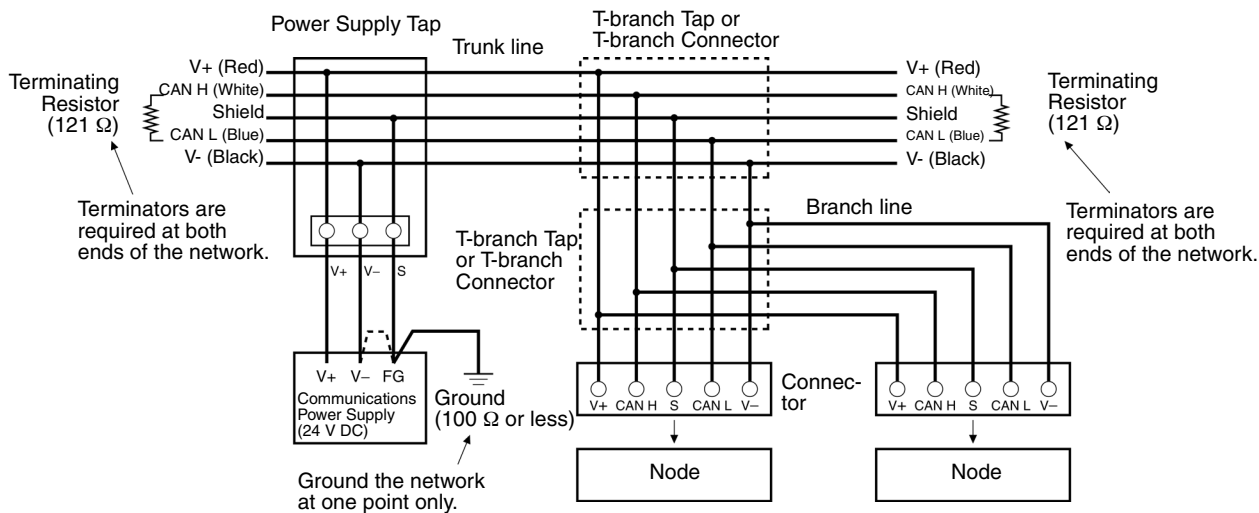 Power Supply Tap
T-branch Tap or
T-branch Connector
Trunk line
Terminating
Resistor
(121 Ω)
V+ (Red)
CAN H (White)
Shield
CAN L (Blue)
V- (Black)
V+ (Red)
CAN H (White)
Shield
CAN L (Blue)
V- (Black)
Terminating
Resistor
(121 Ω)
Terminators are
required at both
ends of the network.
T-branch Tap
or T-branch
Connector
Branch line
Terminators are
required at both
ends of the network.
V+ V– S
V+ V– FG
Communications
Power Supply
(24 V DC)
Ground
(100 Ω or less)
Ground the network
at one point only.
V+ CAN H S CAN L V–
Connec-
tor
V+ CAN H S CAN L V–
Node
Node